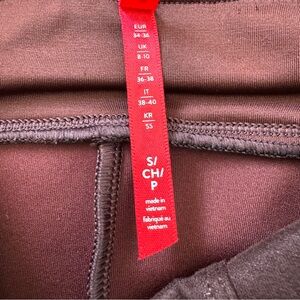 EUR
34-36
UK
8-10
FR
36-38
IT
38-40
KR
55
S/
CH/
P
made in
vietnam
fabriqué au
vietnam